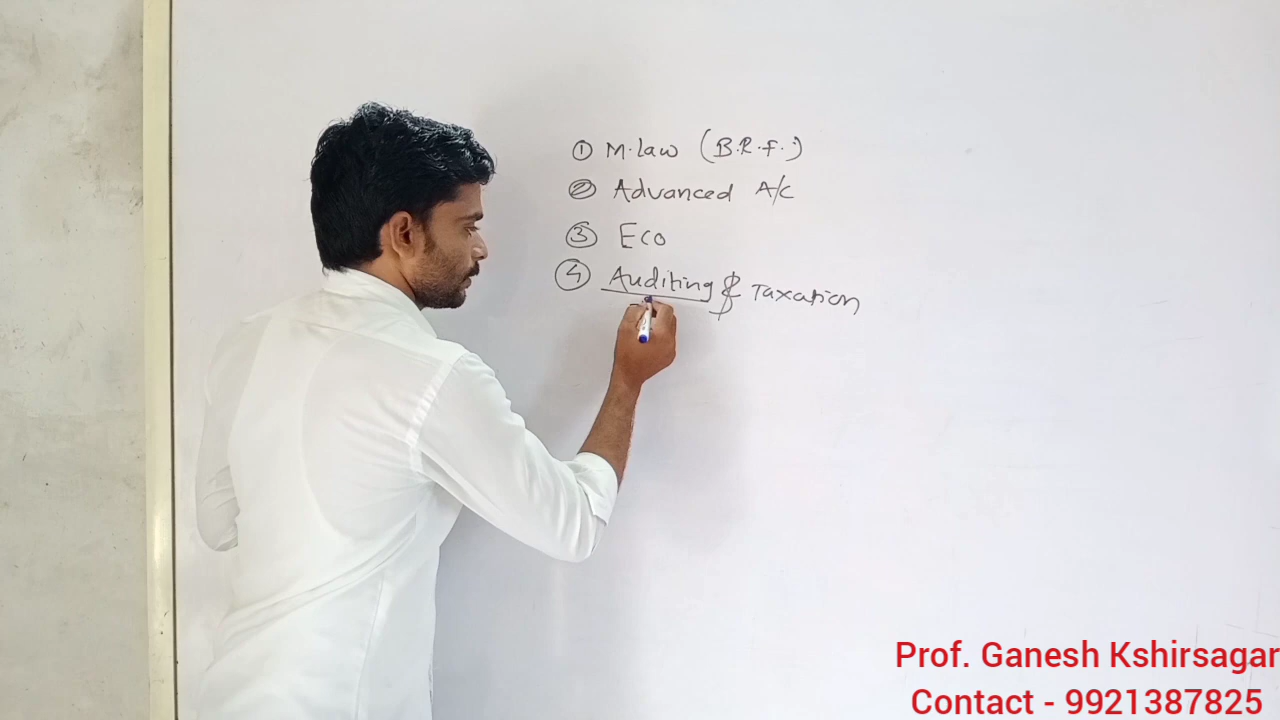 ① M.law (B.R.F.)
② Advanced A/c
③ Eco
④ Auditing & Taxation
Prof. Ganesh Kshirsagar
Contact - 9921387825